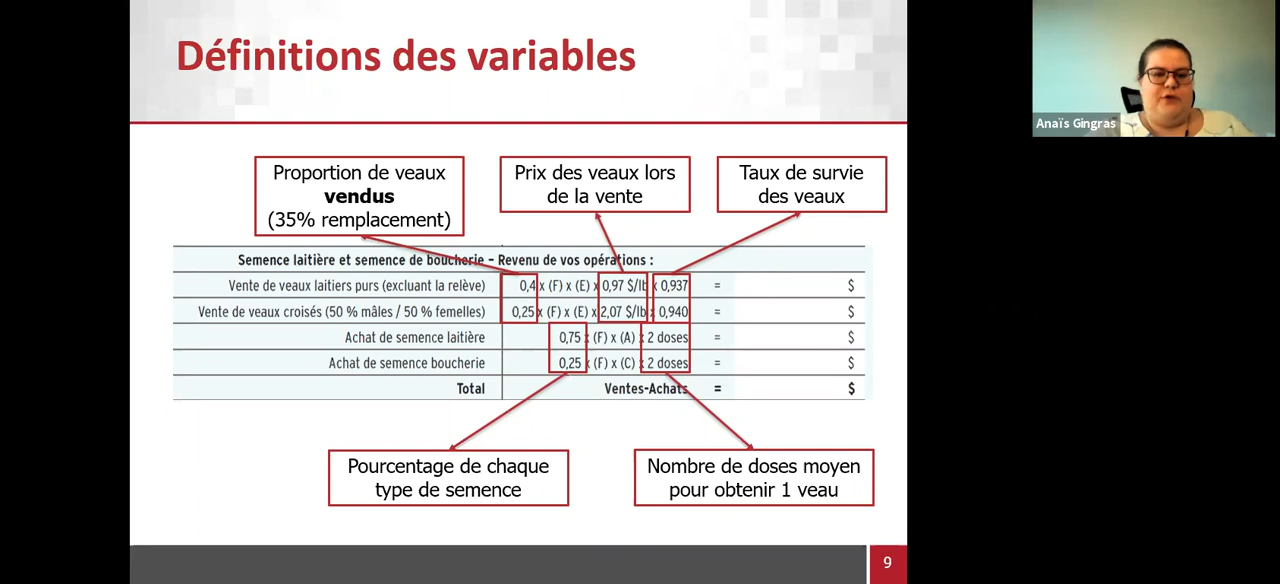 Définitions des variables
Anaïs Gingras
Proportion de veaux
vendus
(35% remplacement)
Prix des veaux lors
de la vente
Taux de survie
des veaux
Semence laitière et semence de boucherie – Revenu de vos opérations :
Vente de veaux laitiers purs (excluant la relève) 0,4 x (F) x (E) x 0,97 $/lb x 0,937 = $
Vente de veaux croisés (50 % mâles / 50 % femelles) 0,25 x (F) x (E) x 2,07 $/lb x 0,940 = $
Achat de semence laitière 0,75 x (F) x (A) x 2 doses = $
Achat de semence boucherie 0,25 x (F) x (C) x 2 doses = $
Total Ventes-Achats = $
Pourcentage de chaque
type de semence
Nombre de doses moyen
pour obtenir 1 veau
9